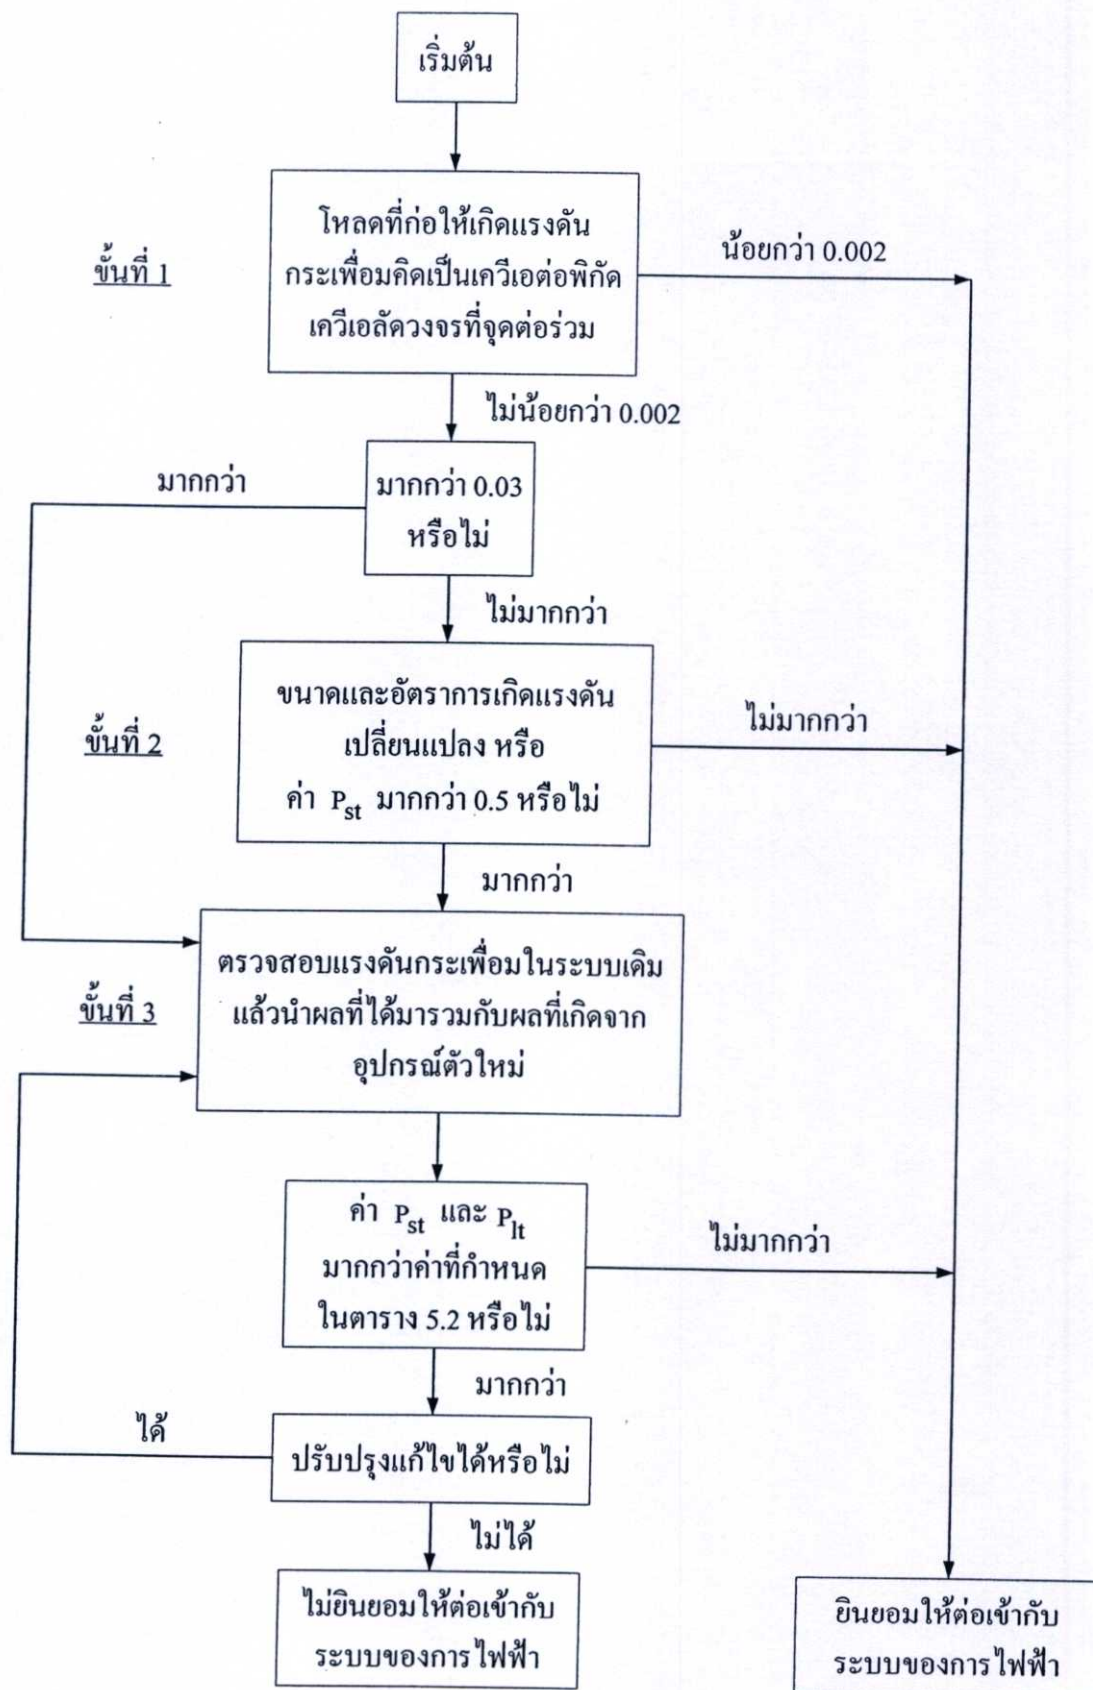 เริ่มต้น
ขั้นที่ 1
โหลดที่ก่อให้เกิดแรงดัน
กระเพื่อมคิดเป็นเควีเอต่อพิกัด
เควีเอลัดวงจรที่จุดต่อร่วม
น้อยกว่า 0.002
ไม่น้อยกว่า 0.002
มากกว่า
มากกว่า 0.03
หรือไม่
ไม่มากกว่า
ขั้นที่ 2
ขนาดและอัตราการเกิดแรงดัน
เปลี่ยนแปลง หรือ
ค่า Pst มากกว่า 0.5 หรือไม่
ไม่มากกว่า
มากกว่า
ขั้นที่ 3
ตรวจสอบแรงดันกระเพื่อมในระบบเดิม
แล้วนำผลที่ได้มารวมกับผลที่เกิดจาก
อุปกรณ์ตัวใหม่
ค่า Pst และ Plt
มากกว่าค่าที่กำหนด
ในตาราง 5.2 หรือไม่
ไม่มากกว่า
มากกว่า
ได้
ปรับปรุงแก้ไขได้หรือไม่
ไม่ได้
ไม่ยินยอมให้ต่อเข้ากับ
ระบบของการไฟฟ้า
ยินยอมให้ต่อเข้ากับ
ระบบของการไฟฟ้า